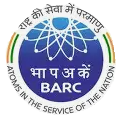 राष्ट्र की सेवा में परमाणु
भा प अ कें
BARC
ATOMS IN THE SERVICE OF THE NATION